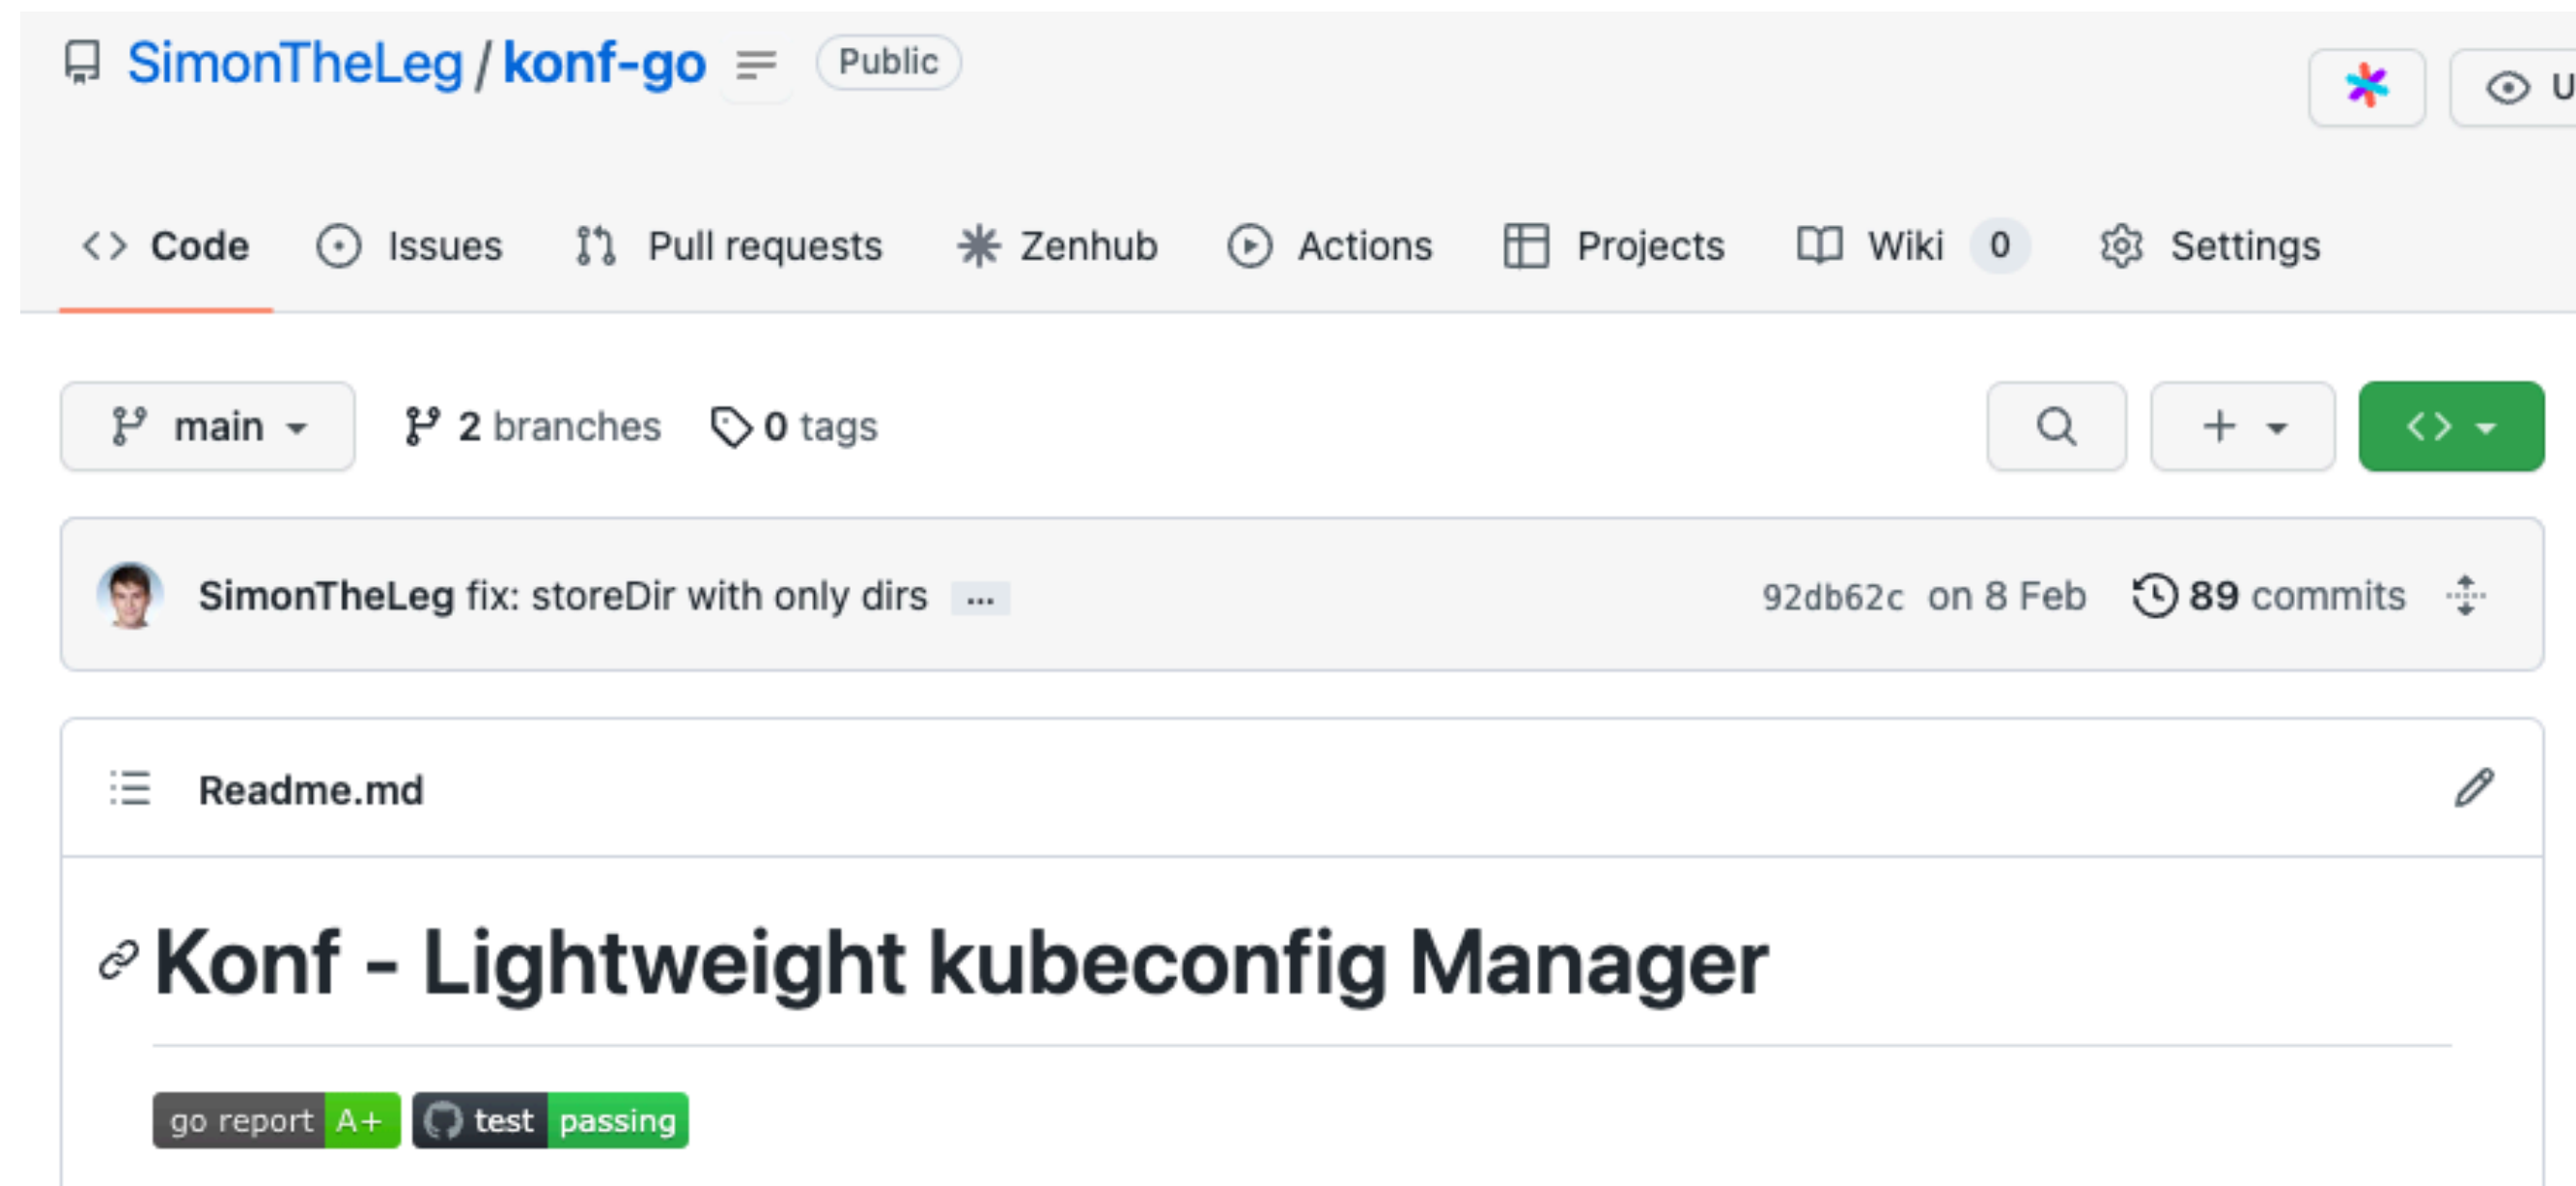 SimonTheLeg / konf-go Public
U
Code Issues Pull requests Zenhub Actions Projects Wiki 0 Settings
main 2 branches 0 tags
SimonTheLeg fix: storeDir with only dirs ... 92db62c on 8 Feb 89 commits
Readme.md
Konf - Lightweight kubeconfig Manager
go report A+ test passing